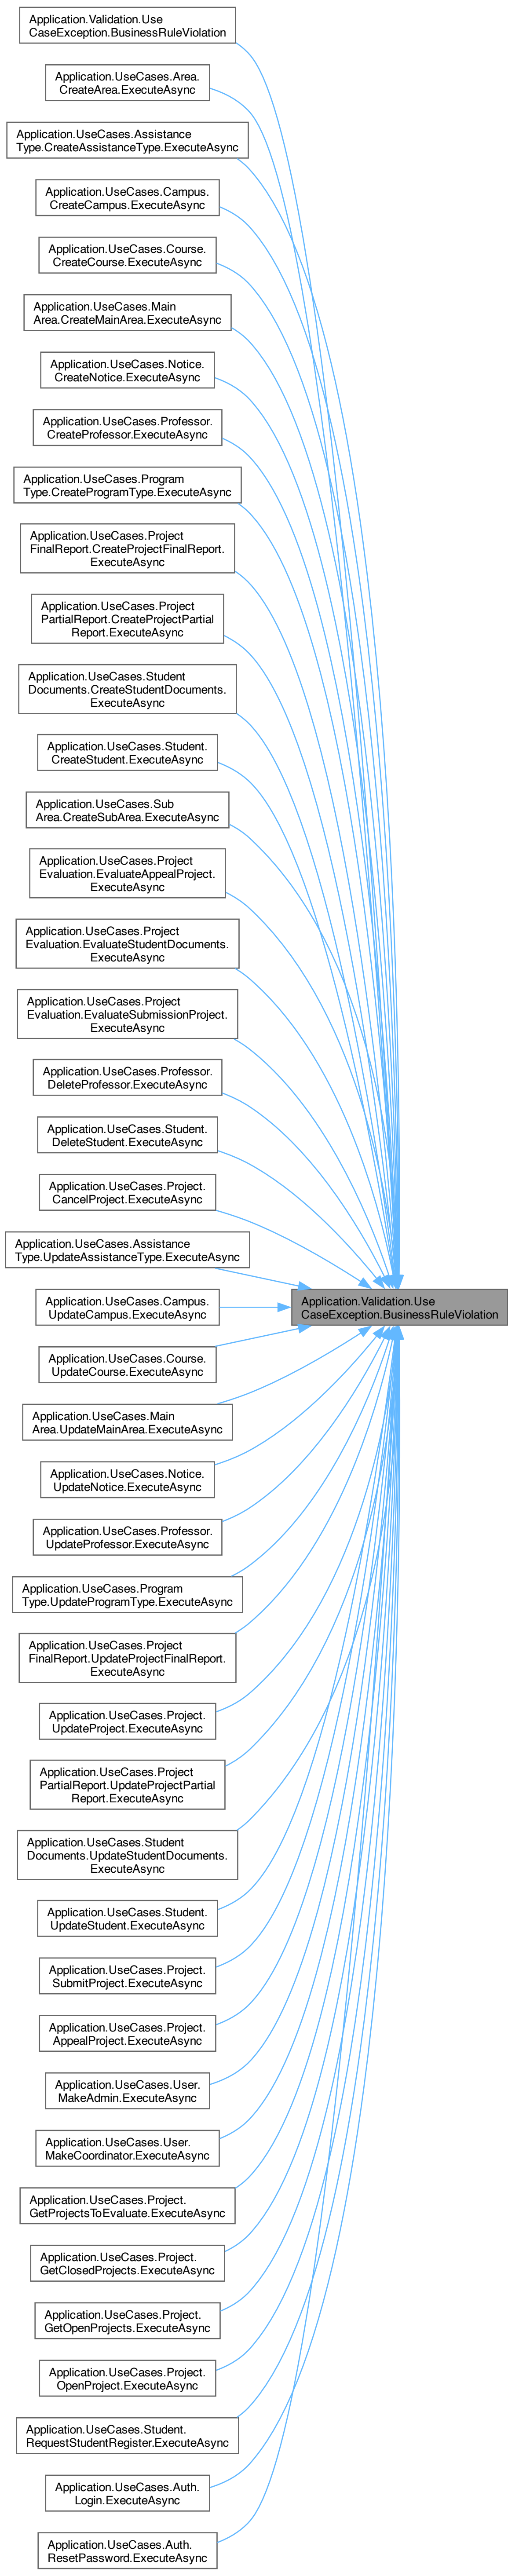 Application.Validation.Use
CaseException.BusinessRuleViolation
Application.UseCases.Area.
CreateArea.ExecuteAsync
Application.UseCases.Assistance
Type.CreateAssistanceType.ExecuteAsync
Application.UseCases.Campus.
CreateCampus.ExecuteAsync
Application.UseCases.Course.
CreateCourse.ExecuteAsync
Application.UseCases.Main
Area.CreateMainArea.ExecuteAsync
Application.UseCases.Notice.
CreateNotice.ExecuteAsync
Application.UseCases.Professor.
CreateProfessor.ExecuteAsync
Application.UseCases.Program
Type.CreateProgramType.ExecuteAsync
Application.UseCases.Project
FinalReport.CreateProjectFinalReport.
ExecuteAsync
Application.UseCases.Project
PartialReport.CreateProjectPartial
Report.ExecuteAsync
Application.UseCases.Student
Documents.CreateStudentDocuments.
ExecuteAsync
Application.UseCases.Student.
CreateStudent.ExecuteAsync
Application.UseCases.Sub
Area.CreateSubArea.ExecuteAsync
Application.UseCases.Project
Evaluation.EvaluateAppealProject.
ExecuteAsync
Application.UseCases.Project
Evaluation.EvaluateStudentDocuments.
ExecuteAsync
Application.UseCases.Project
Evaluation.EvaluateSubmissionProject.
ExecuteAsync
Application.UseCases.Professor.
DeleteProfessor.ExecuteAsync
Application.UseCases.Student.
DeleteStudent.ExecuteAsync
Application.UseCases.Project.
CancelProject.ExecuteAsync
Application.UseCases.Assistance
Type.UpdateAssistanceType.ExecuteAsync
Application.Validation.Use
CaseException.BusinessRuleViolation
Application.UseCases.Campus.
UpdateCampus.ExecuteAsync
Application.UseCases.Course.
UpdateCourse.ExecuteAsync
Application.UseCases.Main
Area.UpdateMainArea.ExecuteAsync
Application.UseCases.Notice.
UpdateNotice.ExecuteAsync
Application.UseCases.Professor.
UpdateProfessor.ExecuteAsync
Application.UseCases.Program
Type.UpdateProgramType.ExecuteAsync
Application.UseCases.Project
FinalReport.UpdateProjectFinalReport.
ExecuteAsync
Application.UseCases.Project.
UpdateProject.ExecuteAsync
Application.UseCases.Project
PartialReport.UpdateProjectPartial
Report.ExecuteAsync
Application.UseCases.Student
Documents.UpdateStudentDocuments.
ExecuteAsync
Application.UseCases.Student.
UpdateStudent.ExecuteAsync
Application.UseCases.Project.
SubmitProject.ExecuteAsync
Application.UseCases.Project.
AppealProject.ExecuteAsync
Application.UseCases.User.
MakeAdmin.ExecuteAsync
Application.UseCases.User.
MakeCoordinator.ExecuteAsync
Application.UseCases.Project.
GetProjectsToEvaluate.ExecuteAsync
Application.UseCases.Project.
GetClosedProjects.ExecuteAsync
Application.UseCases.Project.
GetOpenProjects.ExecuteAsync
Application.UseCases.Project.
OpenProject.ExecuteAsync
Application.UseCases.Student.
RequestStudentRegister.ExecuteAsync
Application.UseCases.Auth.
Login.ExecuteAsync
Application.UseCases.Auth.
ResetPassword.ExecuteAsync